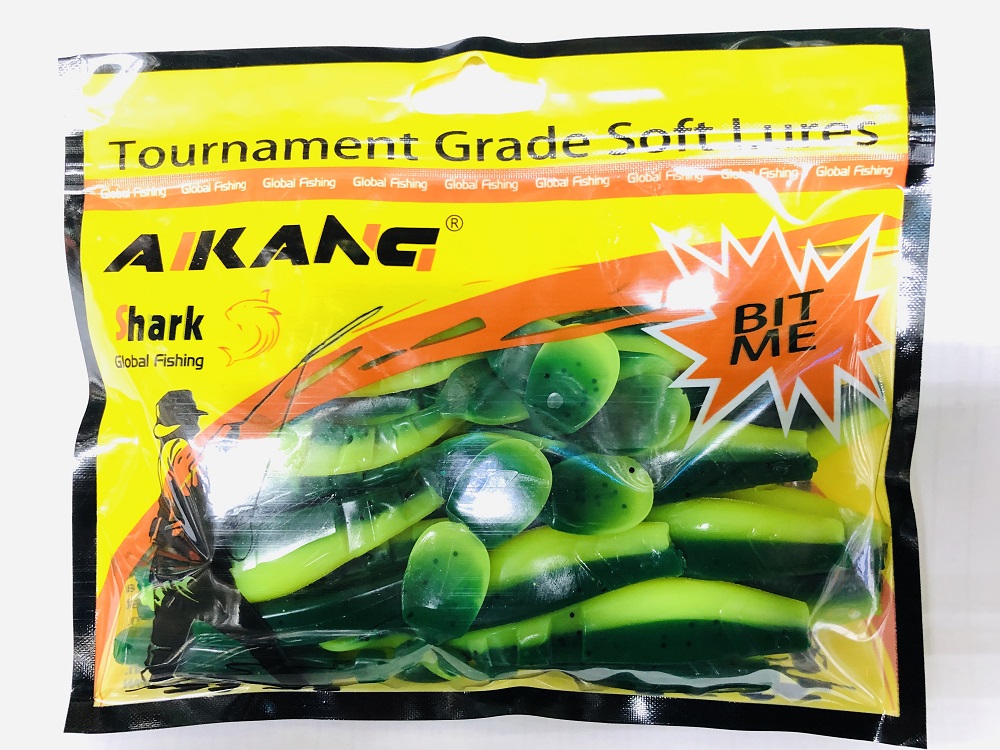 Tournament Grade Soft Lures
Global Fishing Global Fishing Global Fishing Global Fishing Global Fishing Global Fishing Global Fishing Global Fishing Global Fishing
AIKANG®
Shark
Global Fishing
BIT
ME